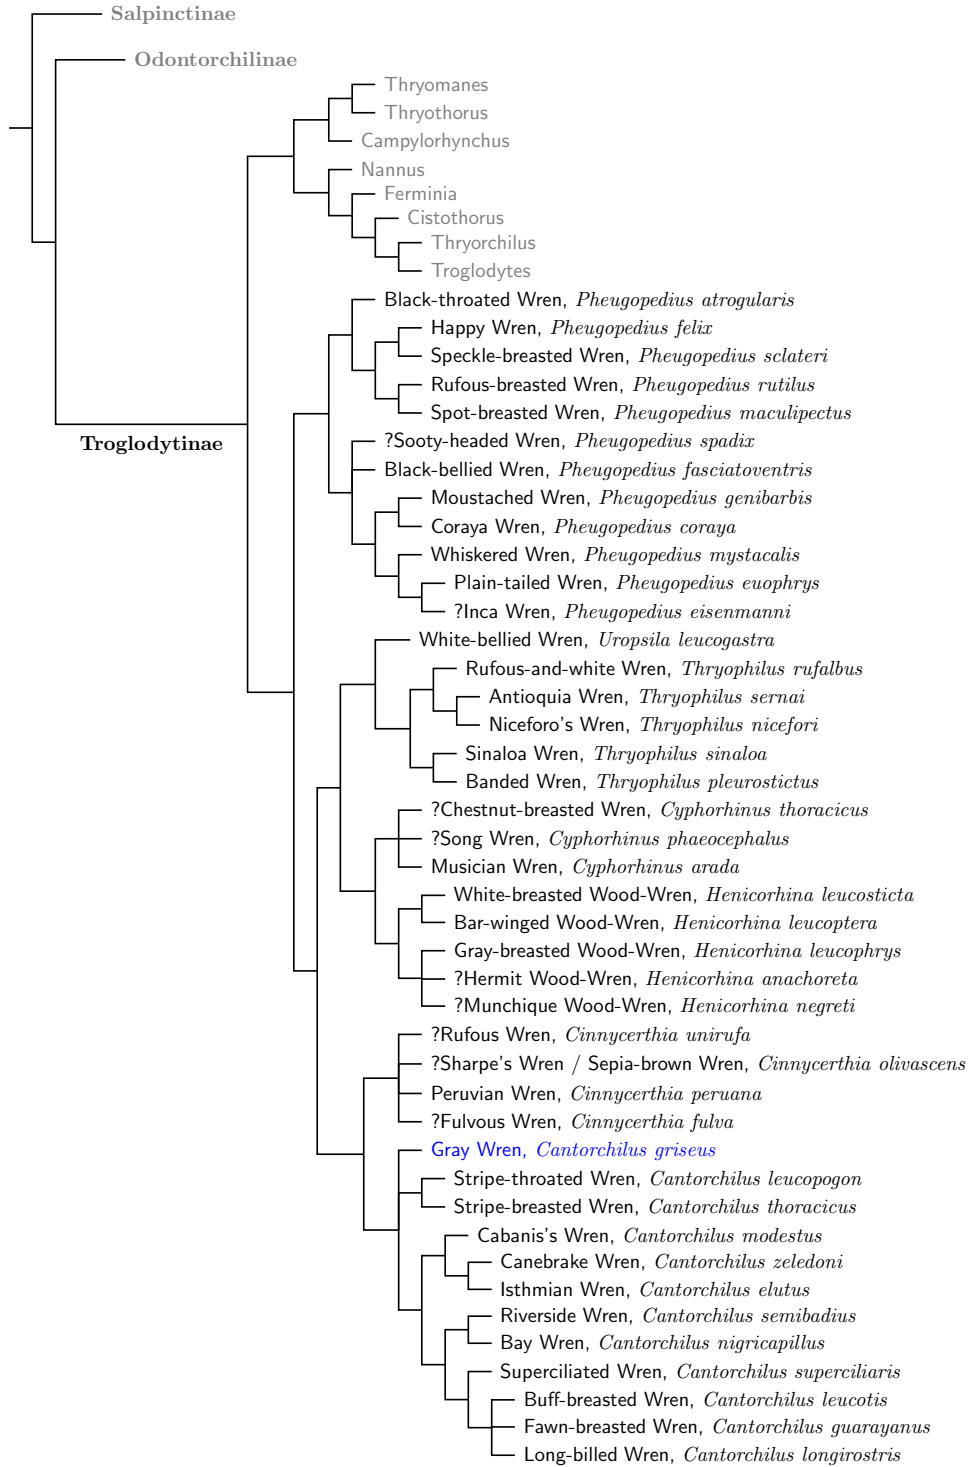 Salpinctinae
Odontorchilinae
Thryomanes
Thryothorus
Campylorhynchus
Nannus
Ferminia
Cistothorus
Thryorchilus
Troglodytes
Black-throated Wren, Pheugopedius atrogularis
Happy Wren, Pheugopedius felix
Speckle-breasted Wren, Pheugopedius sclateri
Rufous-breasted Wren, Pheugopedius rutilus
Spot-breasted Wren, Pheugopedius maculipectus
Troglodytinae
?Sooty-headed Wren, Pheugopedius spadix
Black-bellied Wren, Pheugopedius fasciatoventris
Moustached Wren, Pheugopedius genibarbis
Coraya Wren, Pheugopedius coraya
Whiskered Wren, Pheugopedius mystacalis
Plain-tailed Wren, Pheugopedius euophrys
?Inca Wren, Pheugopedius eisenmanni
White-bellied Wren, Uropsila leucogastra
Rufous-and-white Wren, Thryophilus rufalbus
Antioquia Wren, Thryophilus sernai
Niceforo's Wren, Thryophilus nicefori
Sinaloa Wren, Thryophilus sinaloa
Banded Wren, Thryophilus pleurostictus
?Chestnut-breasted Wren, Cyphorhinus thoracicus
?Song Wren, Cyphorhinus phaeocephalus
Musician Wren, Cyphorhinus arada
White-breasted Wood-Wren, Henicorhina leucosticta
Bar-winged Wood-Wren, Henicorhina leucoptera
Gray-breasted Wood-Wren, Henicorhina leucophrys
?Hermit Wood-Wren, Henicorhina anachoreta
?Munchique Wood-Wren, Henicorhina negreti
?Rufous Wren, Cinnycerthia unirufa
?Sharpe's Wren / Sepia-brown Wren, Cinnycerthia olivascens
Peruvian Wren, Cinnycerthia peruana
?Fulvous Wren, Cinnycerthia fulva
Gray Wren, Cantorchilus griseus
Stripe-throated Wren, Cantorchilus leucopogon
Stripe-breasted Wren, Cantorchilus thoracicus
Cabanis's Wren, Cantorchilus modestus
Canebrake Wren, Cantorchilus zeledoni
Isthmian Wren, Cantorchilus elutus
Riverside Wren, Cantorchilus semibadius
Bay Wren, Cantorchilus nigricapillus
Superciliated Wren, Cantorchilus superciliaris
Buff-breasted Wren, Cantorchilus leucotis
Fawn-breasted Wren, Cantorchilus guarayanus
Long-billed Wren, Cantorchilus longirostris